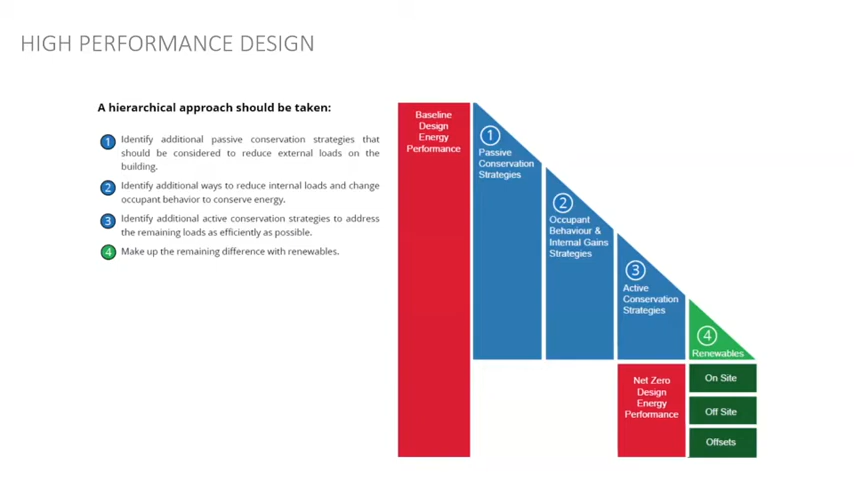 HIGH PERFORMANCE DESIGN
A hierarchical approach should be taken:
1 Identify additional passive conservation strategies that
should be considered to reduce external loads on the
building.
2 Identify additional ways to reduce internal loads and change
occupant behavior to conserve energy.
3 Identify additional active conservation strategies to address
the remaining loads as efficiently as possible.
4 Make up the remaining difference with renewables.
Baseline
Design
Energy
Performance
1
Passive
Conservation
Strategies
2
Occupant
Behaviour &
Internal Gains
Strategies
3
Active
Conservation
Strategies
4
Renewables
Net Zero
Design
Energy
Performance
On Site
Off Site
Offsets